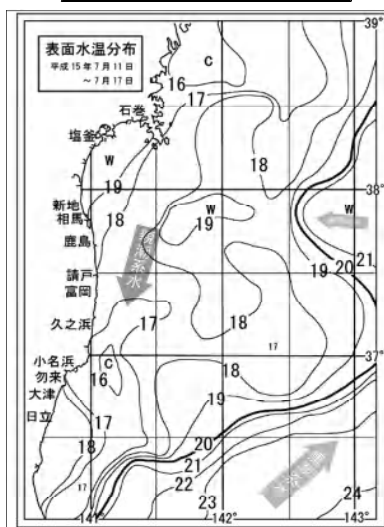 表面水温分布
平成15年7月11日
～7月17日
C
16
17
石巻
塩釜
W
18
19
38°
新地
相馬
18
W
W
19
鹿島
21
20
19
請戸
富岡
17
18
久之浜
17
37°
小名浜
C
18
勿来
16
大津
19
17
日立
20
18
21
22
17
23
24
141°
142°
143°